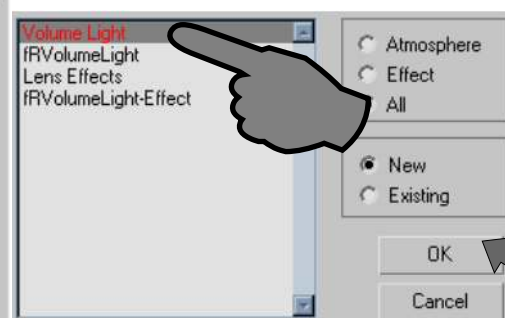 Volume Light
fRVolumeLight
Lens Effects
fRVolumeLight-Effect
Atmosphere
Effect
All
New
Existing
OK
Cancel